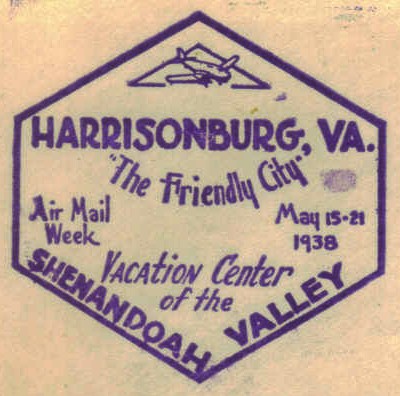 HARRISONBURG, VA.
"The Friendly City"
Air Mail
Week
May 15-21
1938
VACATION Center
of the
SHENANDOAH VALLEY